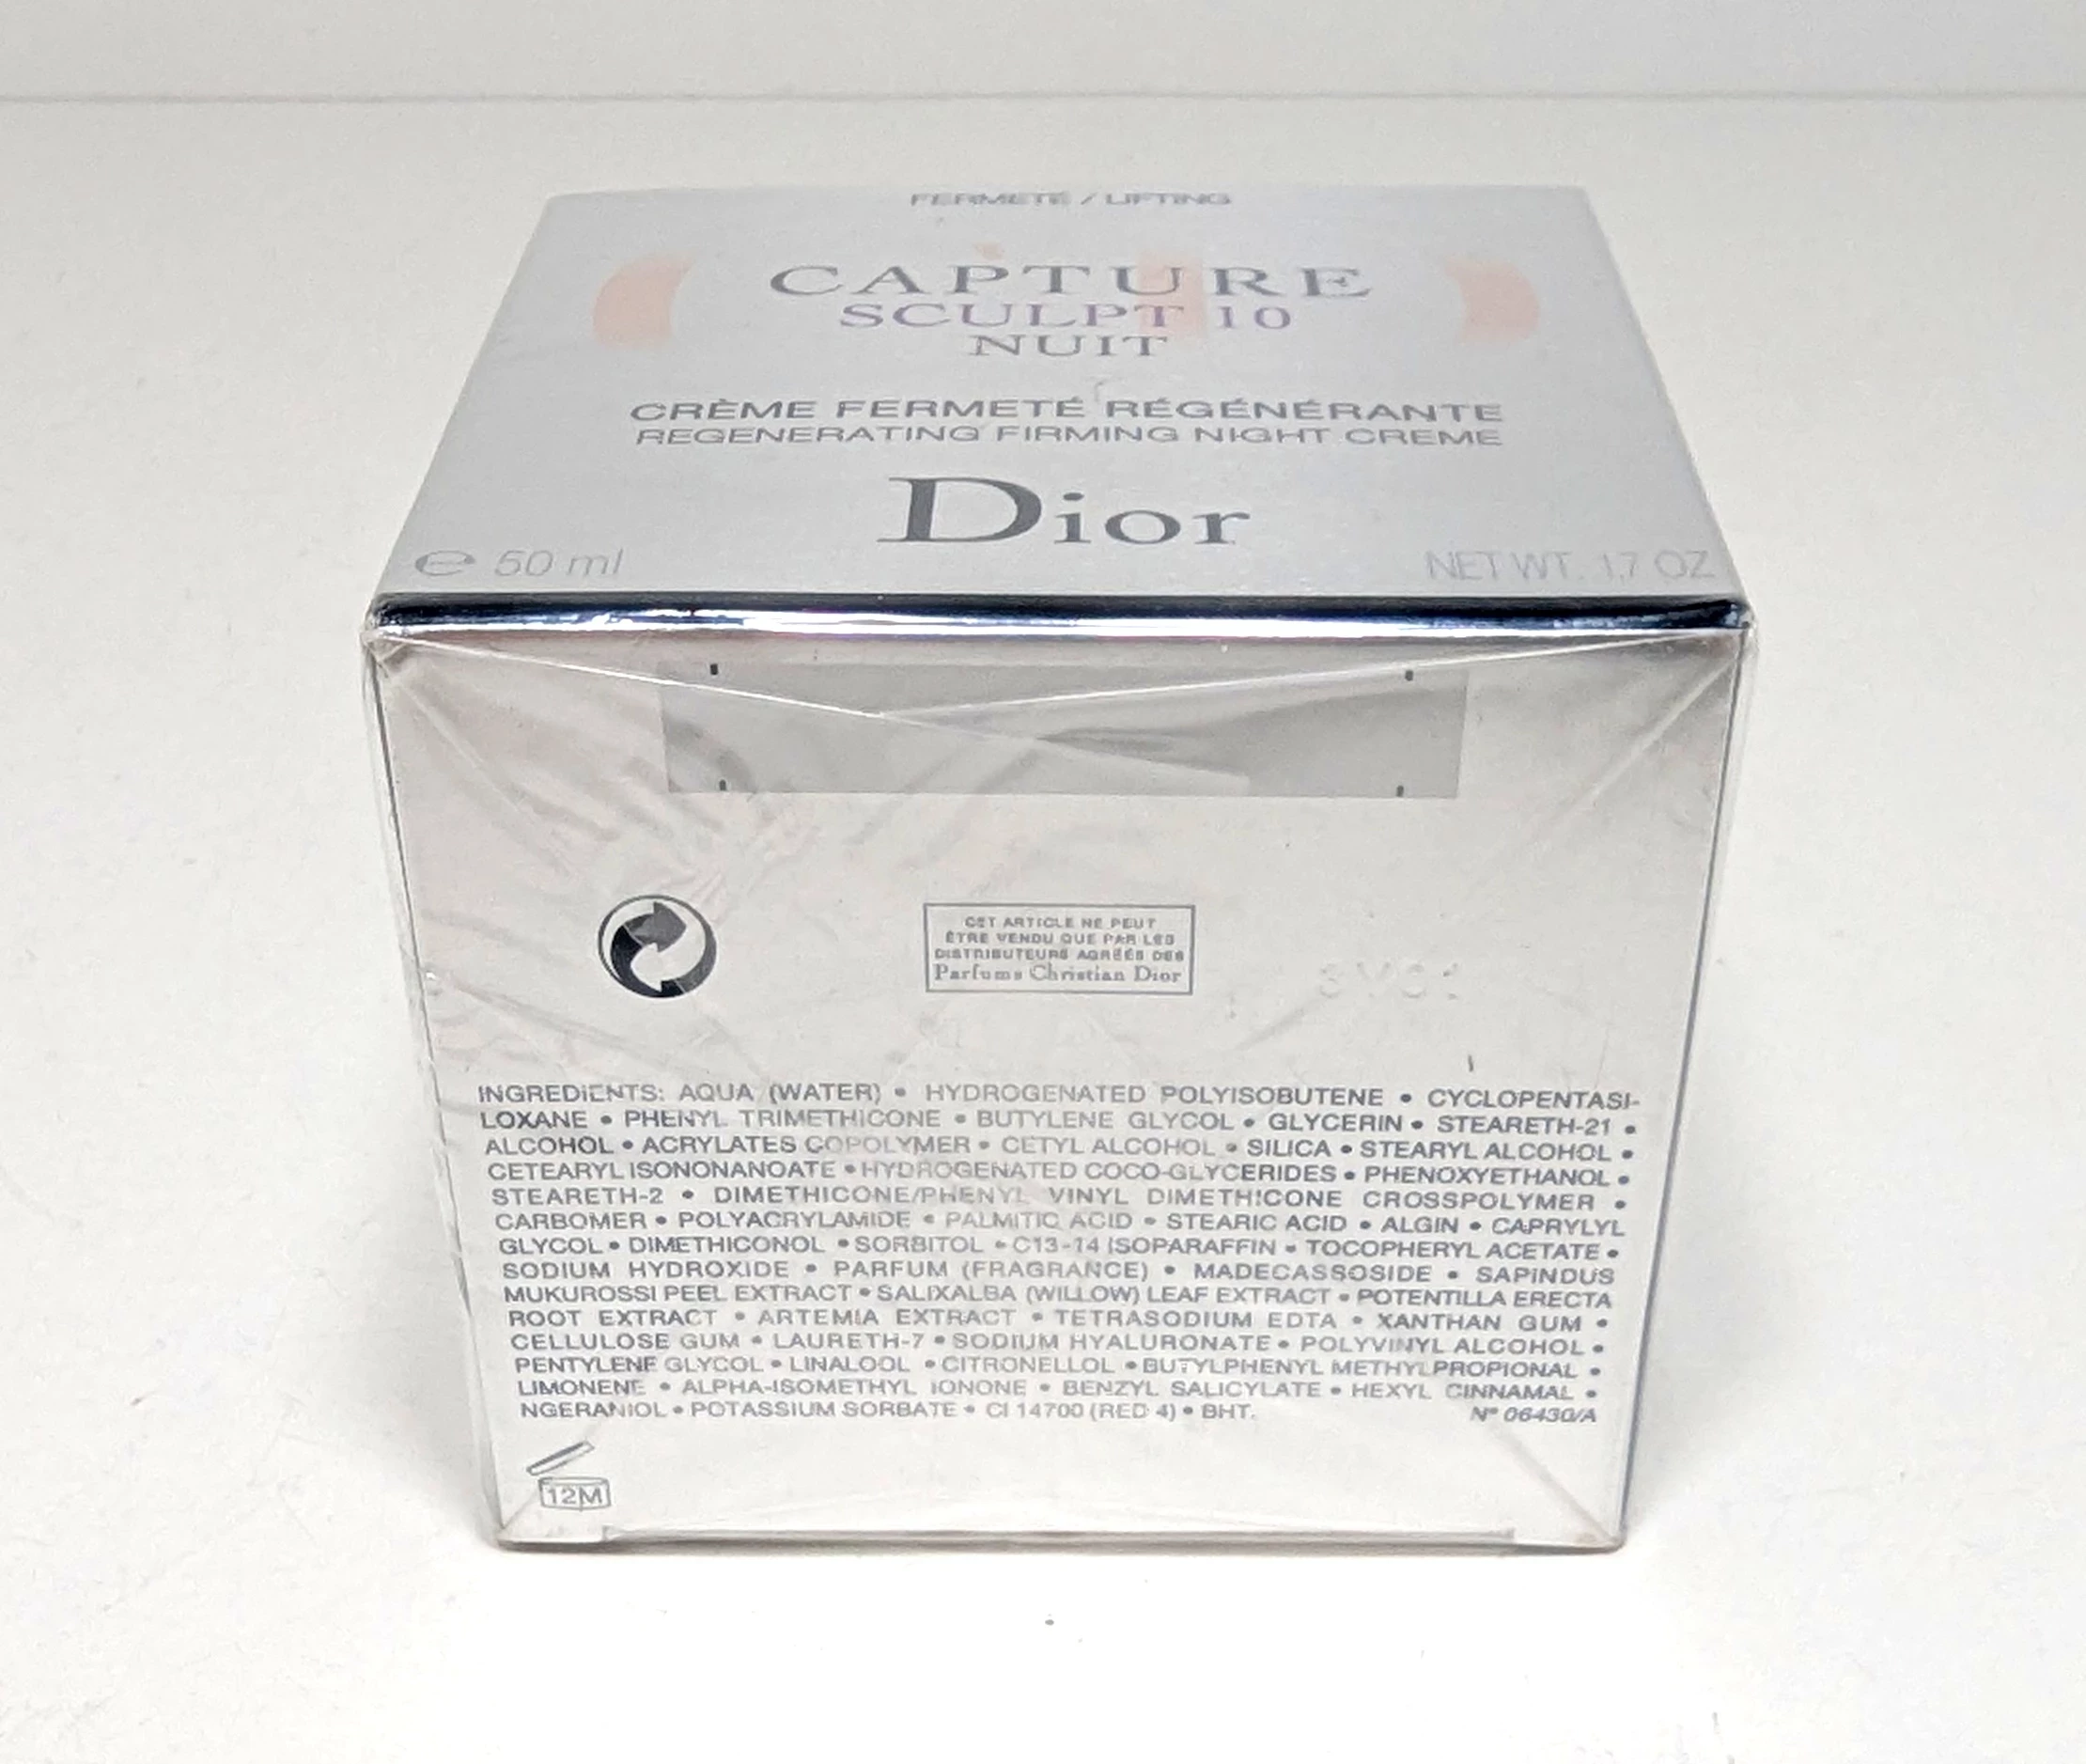 FERMETÉ / LIFTING
CAPTURE
SCULPT 10
NUIT
CRÈME FERMETÉ RÉGÉNÉRANTE
REGENERATING FIRMING NIGHT CREME
Dior
e 50 ml
NET WT. 1.7 OZ
CET ARTICLE NE PEUT
ÊTRE VENDU QUE PAR LES
DISTRIBUTEURS AGRÉÉS DES
Parfums Christian Dior
INGREDIENTS: AQUA (WATER) • HYDROGENATED POLYISOBUTENE • CYCLOPENTASI-
LOXANE • PHENYL TRIMETHICONE • BUTYLENE GLYCOL • GLYCERIN • STEARETH-21 •
ALCOHOL • ACRYLATES COPOLYMER • CETYL ALCOHOL • SILICA • STEARYL ALCOHOL •
CETEARYL ISONONANOATE • HYDROGENATED COCO-GLYCERIDES • PHENOXYETHANOL •
STEARETH-2 • DIMETHICONE/PHENYL VINYL DIMETHICONE CROSSPOLYMER •
CARBOMER • POLYACRYLAMIDE • PALMITIC ACID • STEARIC ACID • ALGIN • CAPRYLYL
GLYCOL • DIMETHICONOL • SORBITOL • C13-14 ISOPARAFFIN • TOCOPHERYL ACETATE •
SODIUM HYDROXIDE • PARFUM (FRAGRANCE) • MADECASSOSIDE • SAPINDUS
MUKUROSSI PEEL EXTRACT • SALIX ALBA (WILLOW) LEAF EXTRACT • POTENTILLA ERECTA
ROOT EXTRACT • ARTEMIA EXTRACT • TETRASODIUM EDTA • XANTHAN GUM •
CELLULOSE GUM • LAURETH-7 • SODIUM HYALURONATE • POLYVINYL ALCOHOL •
PENTYLENE GLYCOL • LINALOOL • CITRONELLOL • BUTYLPHENYL METHYLPROPIONAL •
LIMONENE • ALPHA-ISOMETHYL IONONE • BENZYL SALICYLATE • HEXYL CINNAMAL •
NGERANIOL • POTASSIUM SORBATE • CI 14700 (RED 4) • BHT.
N° 06430/A
12M